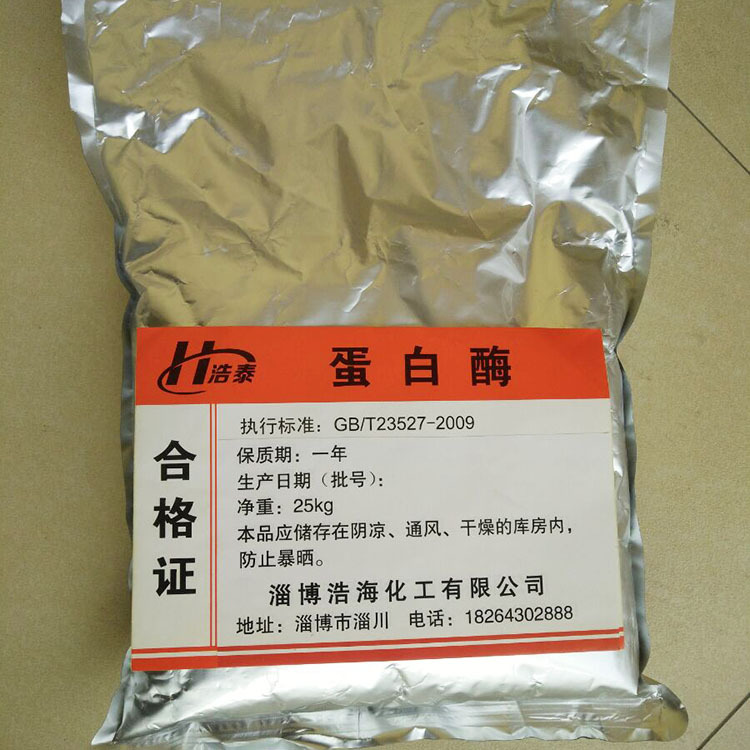 浩泰
蛋白酶
合格证
执行标准：GB/T23527-2009
保质期：一年
生产日期（批号）：
净重：25kg
本品应储存在阴凉、通风、干燥的库房内，
防止暴晒。
淄博浩海化工有限公司
地址：淄博市淄川 电话：18264302888